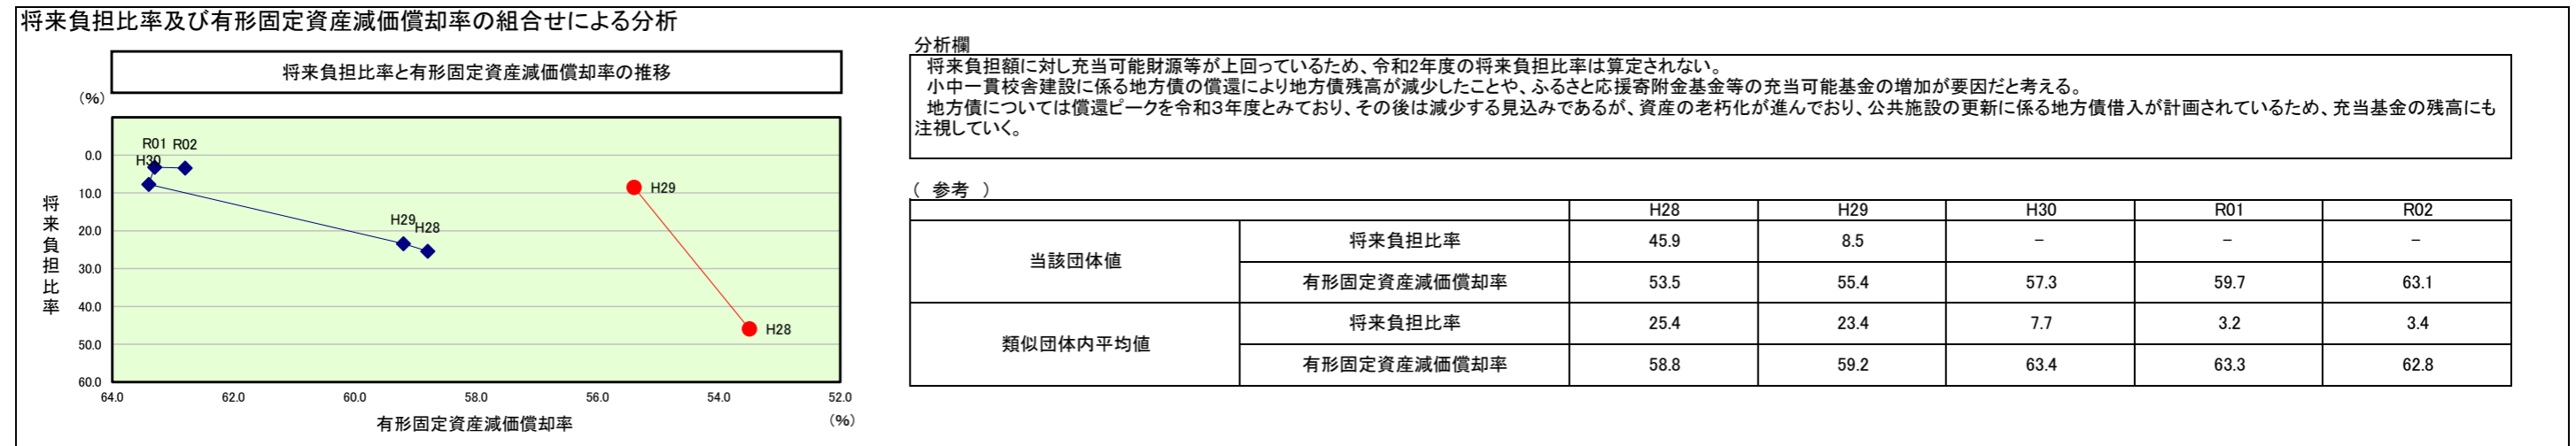 将来負担比率及び有形固定資産減価償却率の組合せによる分析
将来負担比率と有形固定資産減価償却率の推移
(%)
0.0
10.0
20.0
30.0
40.0
50.0
60.0
将来負担比率
R01 R02
H30
H29
H28
H29
H28
64.0 62.0 60.0 58.0 56.0 54.0 52.0
有形固定資産減価償却率
(%)
分析欄
将来負担額に対し充当可能財源等が上回っているため、令和2年度の将来負担比率は算定されない。
小中一貫校舎建設に係る地方債の償還により地方債残高が減少したことや、ふるさと応援寄附金基金等の充当可能基金の増加が要因だと考える。
地方債については償還ピークを令和3年度とみており、その後は減少する見込みであるが、資産の老朽化が進んでおり、公共施設の更新に係る地方債借入が計画されているため、充当基金の残高にも
注視していく。
( 参考 )
H28 H29 H30 R01 R02
当該団体値
将来負担比率 45.9 8.5 － － －
有形固定資産減価償却率 53.5 55.4 57.3 59.7 63.1
類似団体内平均値
将来負担比率 25.4 23.4 7.7 3.2 3.4
有形固定資産減価償却率 58.8 59.2 63.4 63.3 62.8